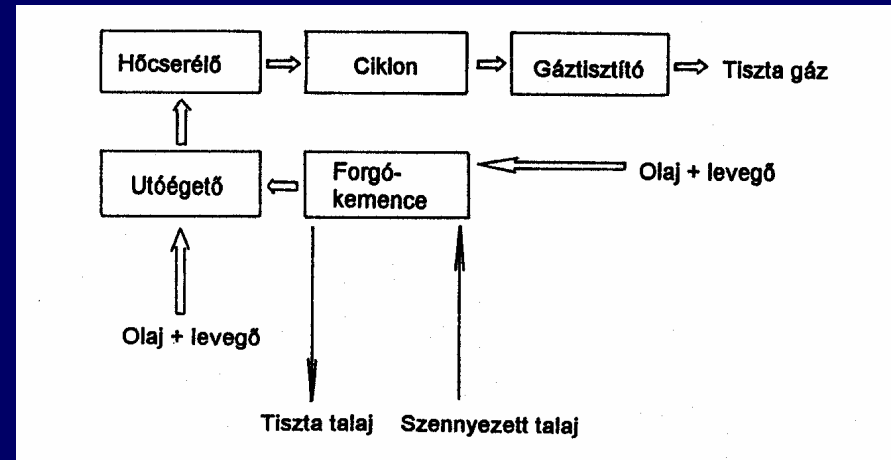 Hőcserélő
Ciklon
Gáztisztító
Tiszta gáz
Utóégető
Forgó-
kemence
Olaj + levegő
Olaj + levegő
Tiszta talaj
Szennyezett talaj